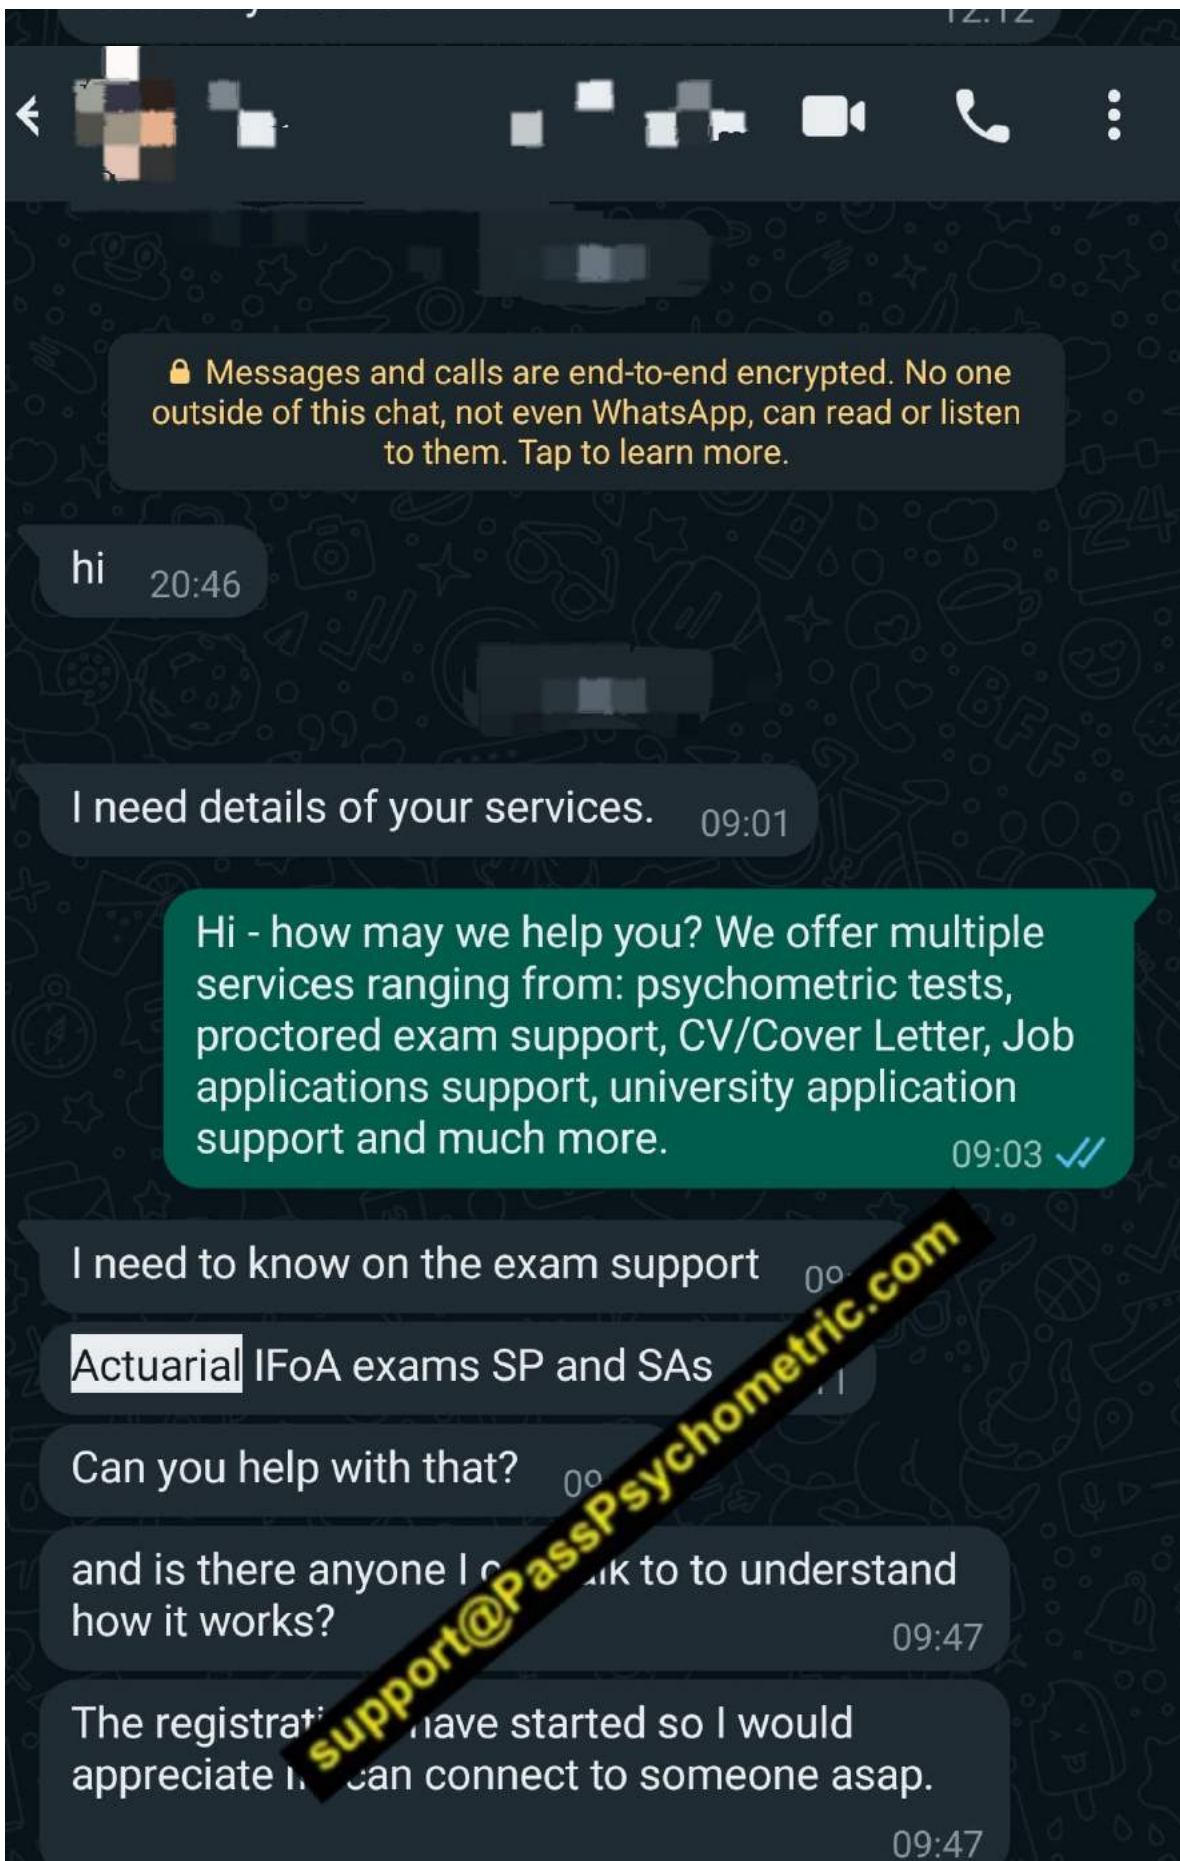 12:12
Messages and calls are end-to-end encrypted. No one
outside of this chat, not even WhatsApp, can read or listen
to them. Tap to learn more.
hi 20:46
I need details of your services. 09:01
Hi - how may we help you? We offer multiple
services ranging from: psychometric tests,
proctored exam support, CV/Cover Letter, Job
applications support, university application
support and much more. 09:03
I need to know on the exam support
Actuarial IFoA exams SP and SAs
Can you help with that?
and is there anyone I to to understand
how it works? 09:47
The have started so I would
appreciate can connect to someone asap.
09:47
support@PassPsychometric.com